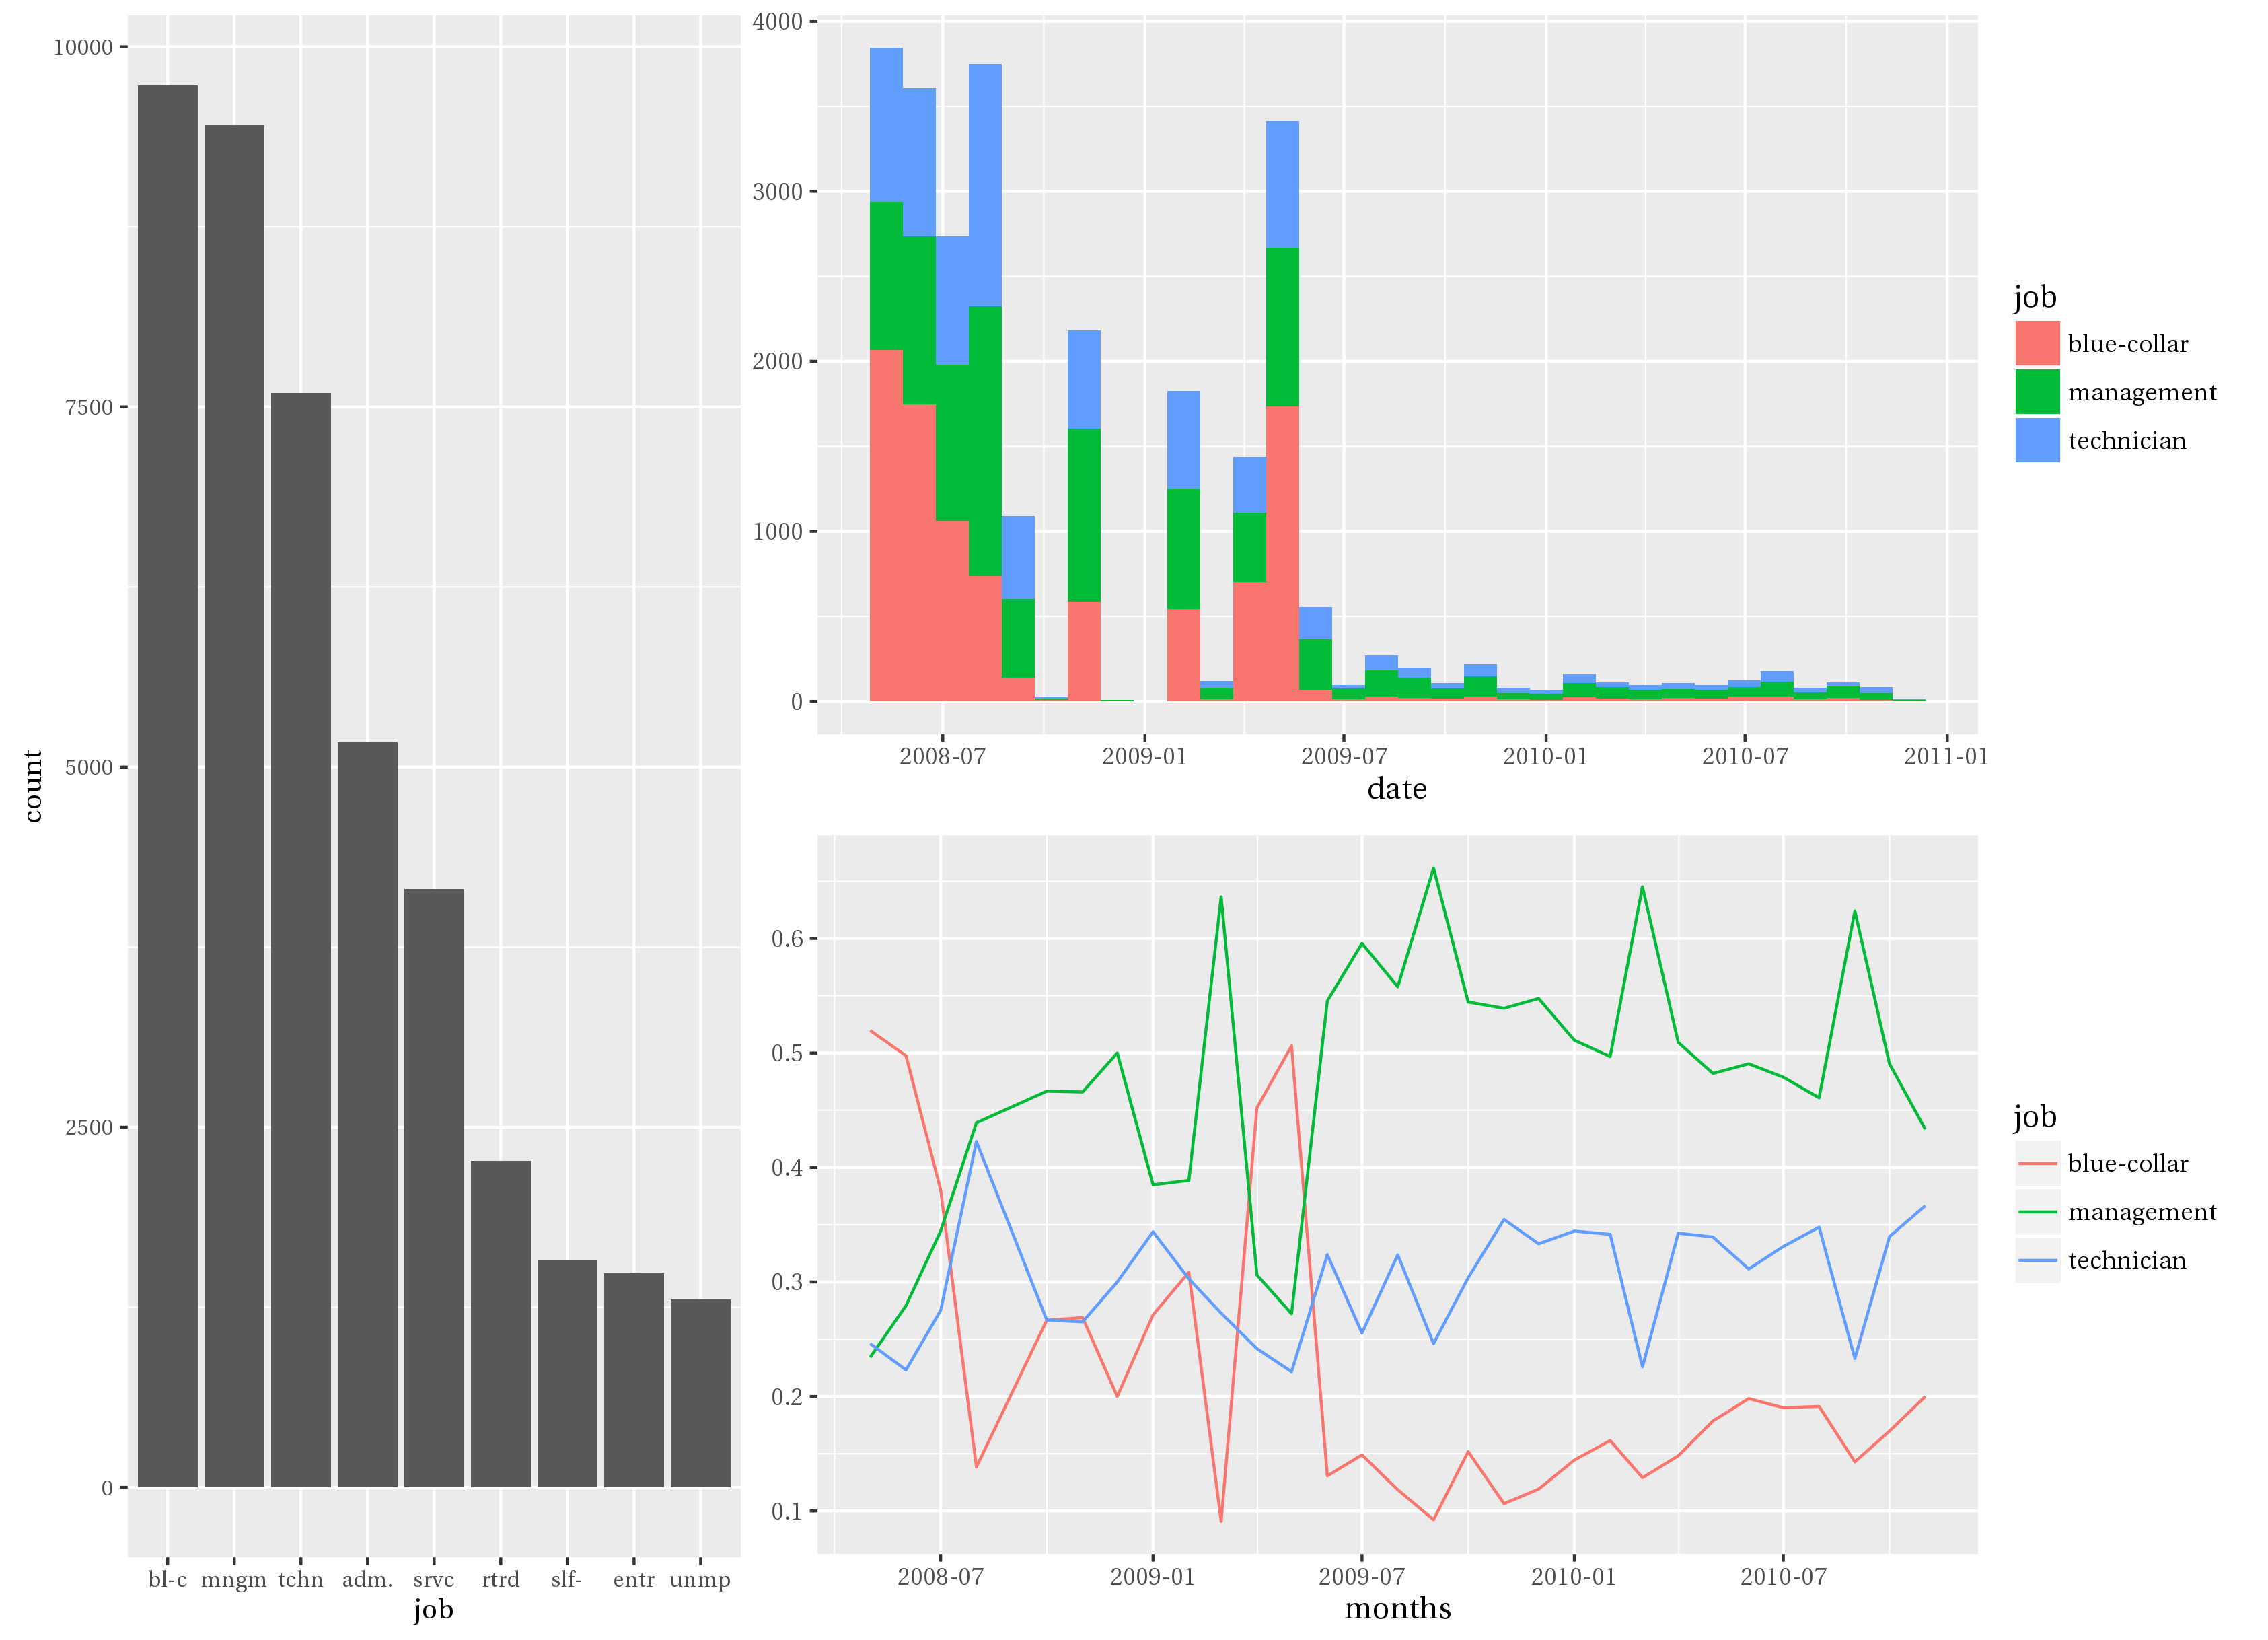 count
10000
7500
5000
2500
0
bl-c mngm tchn adm. srvc rtrd slf- entr unmp
job
4000
3000
2000
1000
0
2008-07 2009-01 2009-07 2010-01 2010-07 2011-01
date
job
blue-collar
management
technician
0.6
0.5
0.4
0.3
0.2
0.1
2008-07 2009-01 2009-07 2010-01 2010-07
months
job
blue-collar
management
technician